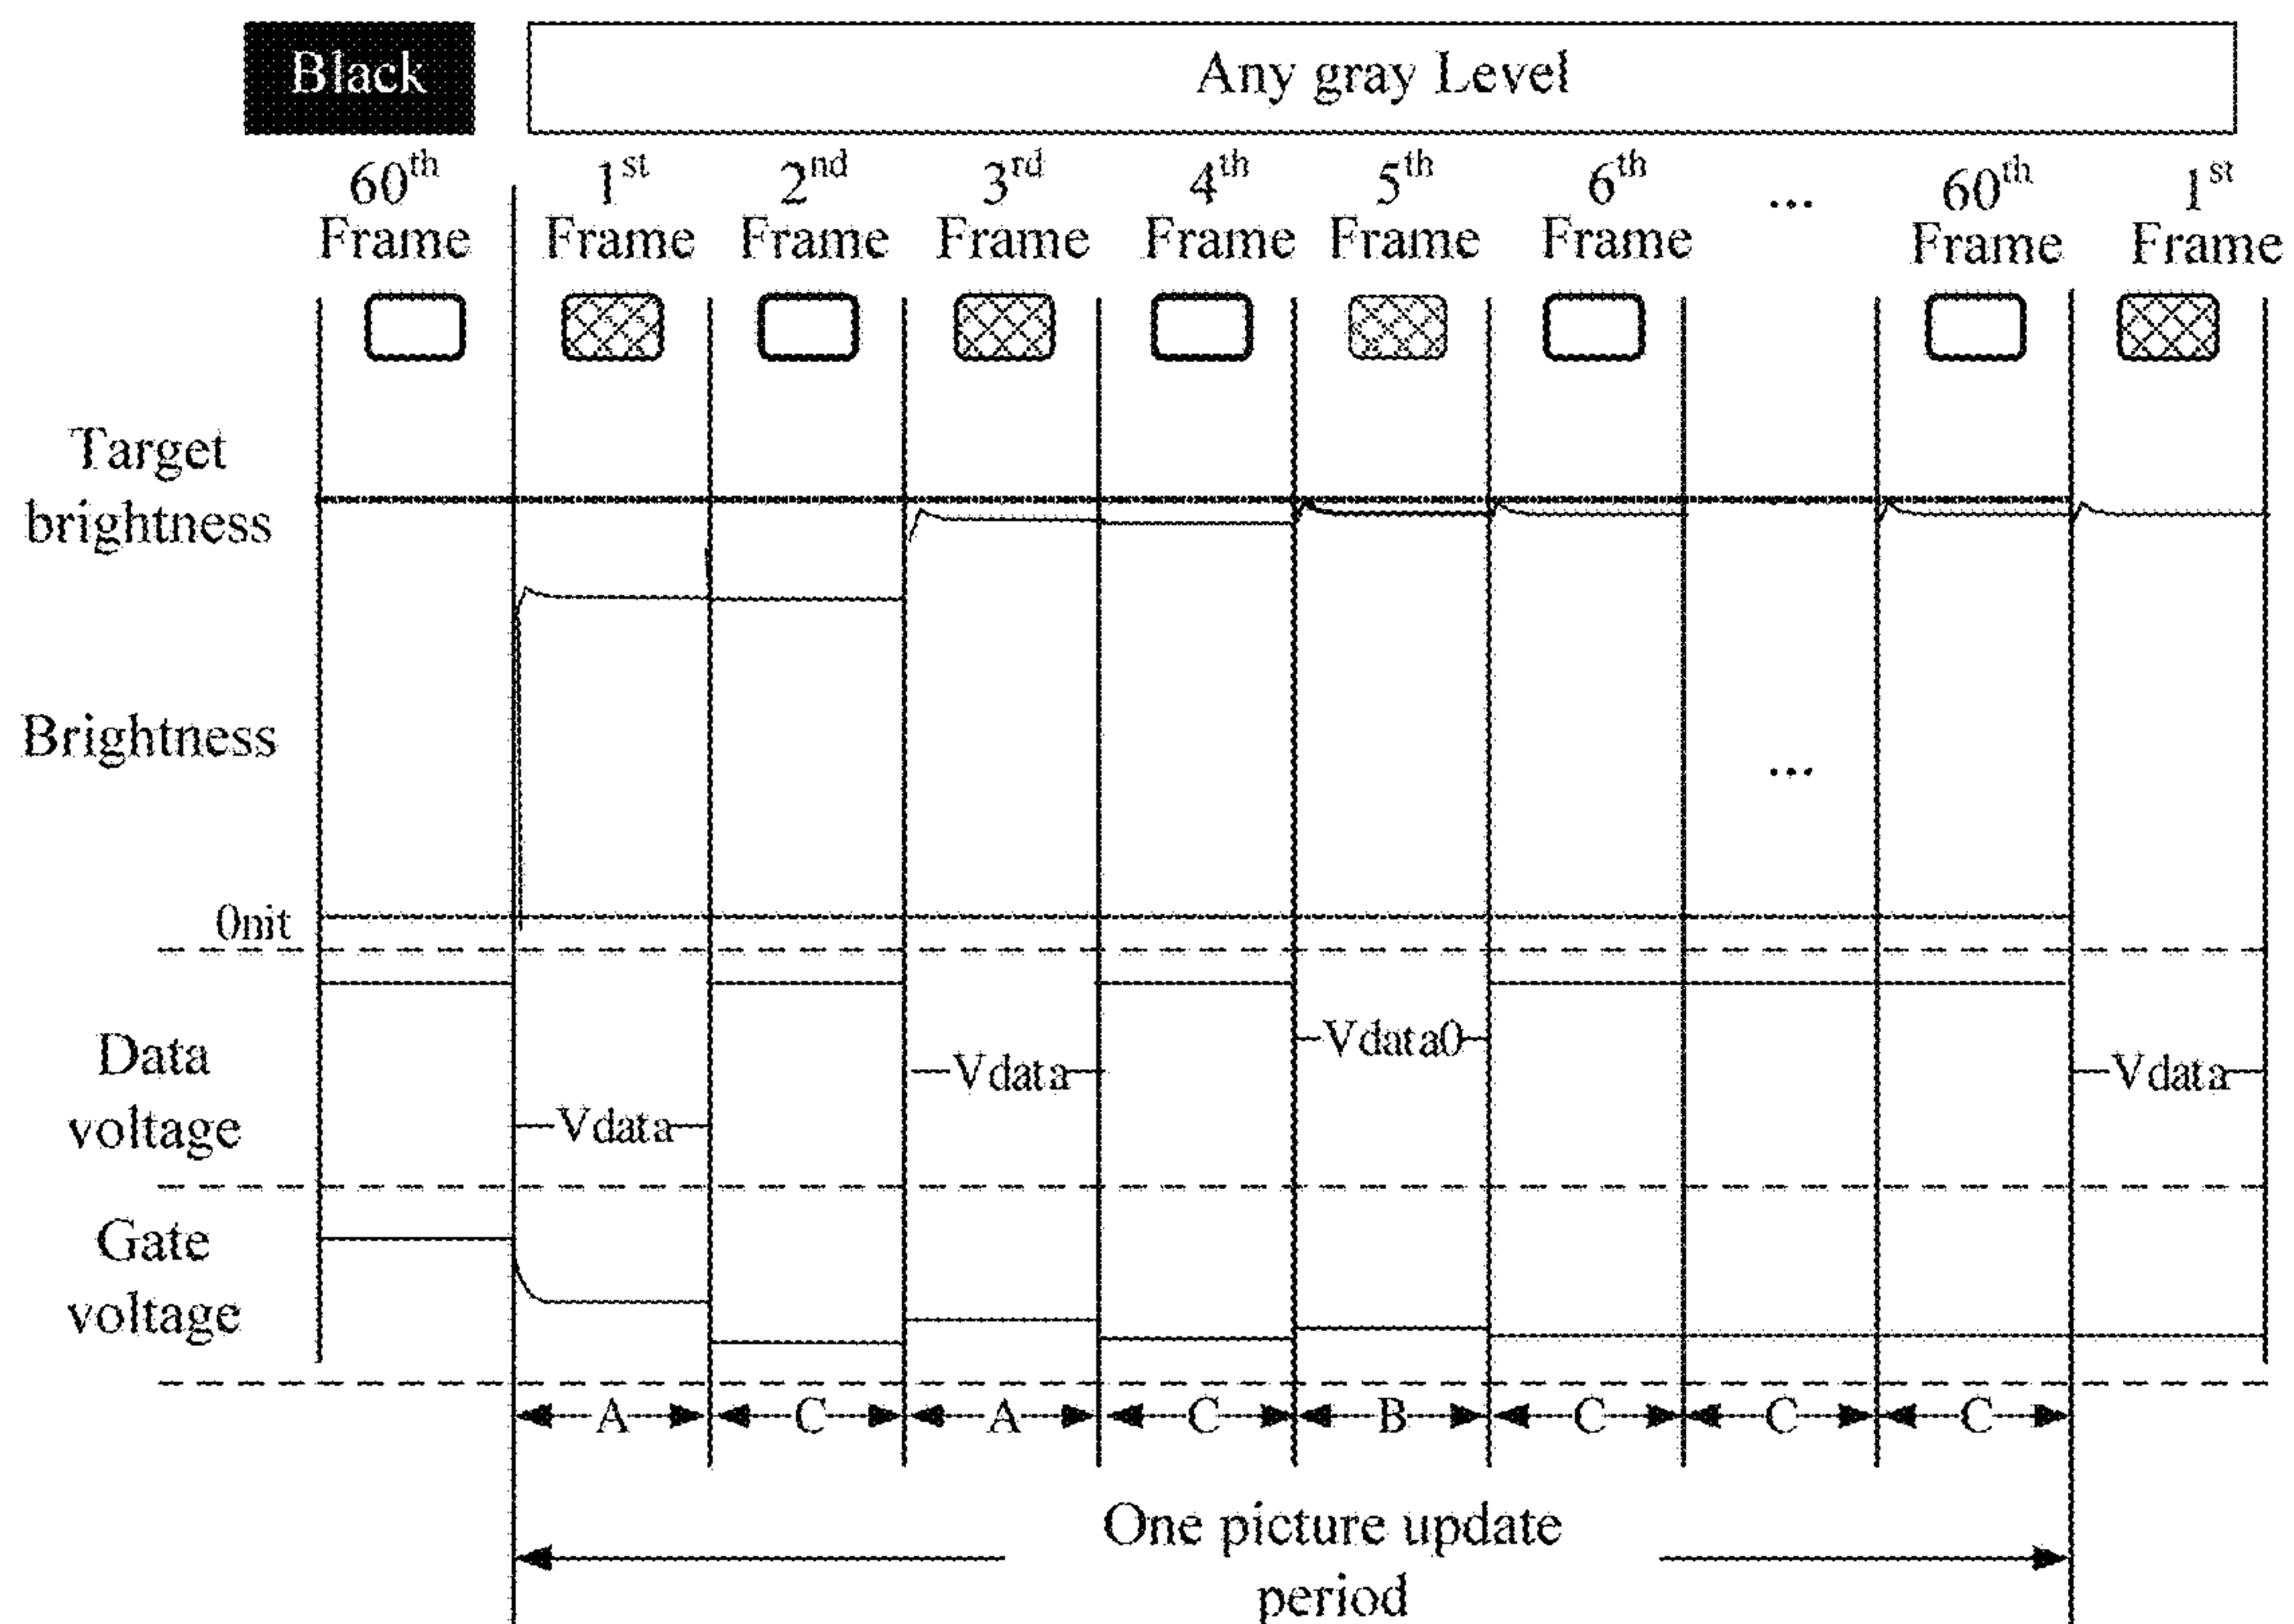 Black Any gray Level
60th 1st 2nd 3rd 4th 5th 6th ... 60th 1st
Frame Frame Frame Frame Frame Frame Frame Frame Frame
Target
brightness
Brightness
...
0nit
Vdata0
Data
voltage
Vdata Vdata
Vdata
Gate
voltage
A C A C B C C C
One picture update
period